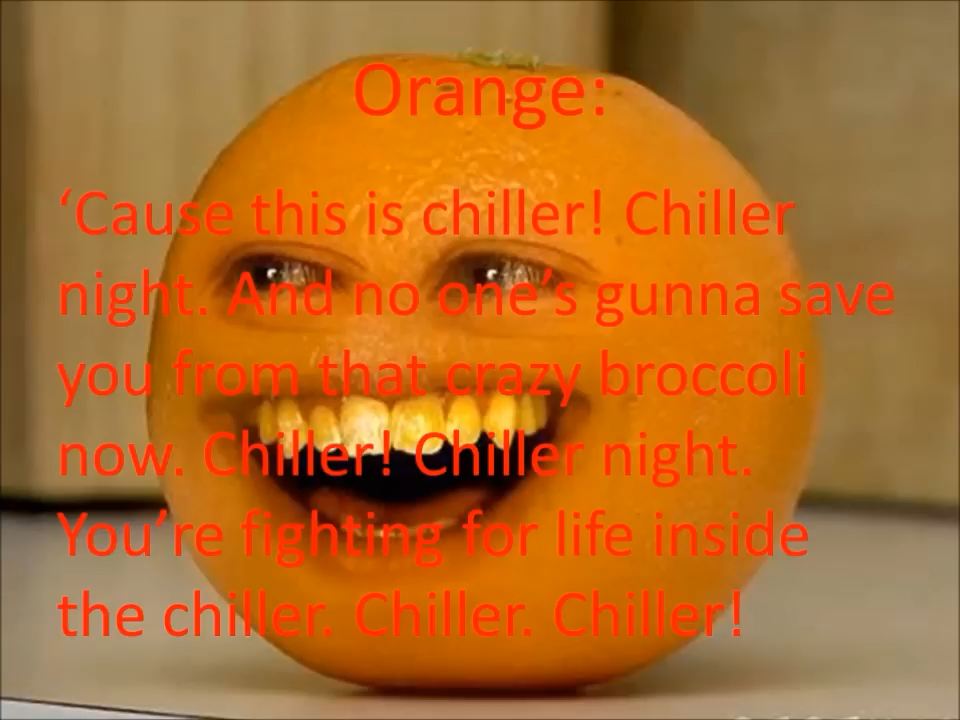 Orange:
‘Cause this is chiller! Chiller
night. And no one’s gunna save
you from that crazy broccoli
now. Chiller! Chiller night.
You’re fighting for life inside
the chiller. Chiller. Chiller!